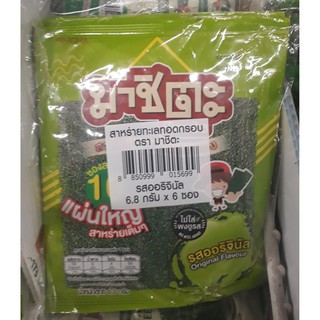 มาชิตะ
สาหร่ายทะเลทอดกรอบ
ตรา มาชิตะ
8 850999 015699
รสออริจินัล
6.8 กรัม x 6 ซอง
แผ่นใหญ่
สาหร่ายเต็มๆ
ไม่ใส่
ผงชูรส
รสออริจินัล
Original Flavour